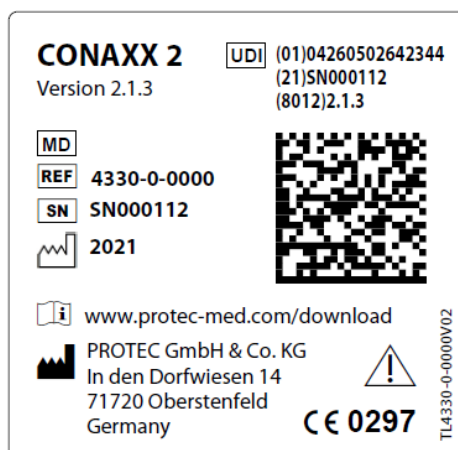 CONAXX 2
Version 2.1.3
UDI (01)04260502642344
(21)SN000112
(8012)2.1.3
MD
REF 4330-0-0000
SN SN000112
2021
i www.protec-med.com/download
PROTEC GmbH & Co. KG
In den Dorfwiesen 14
71720 Oberstenfeld
Germany
CE 0297
TL4330-0-0000V02